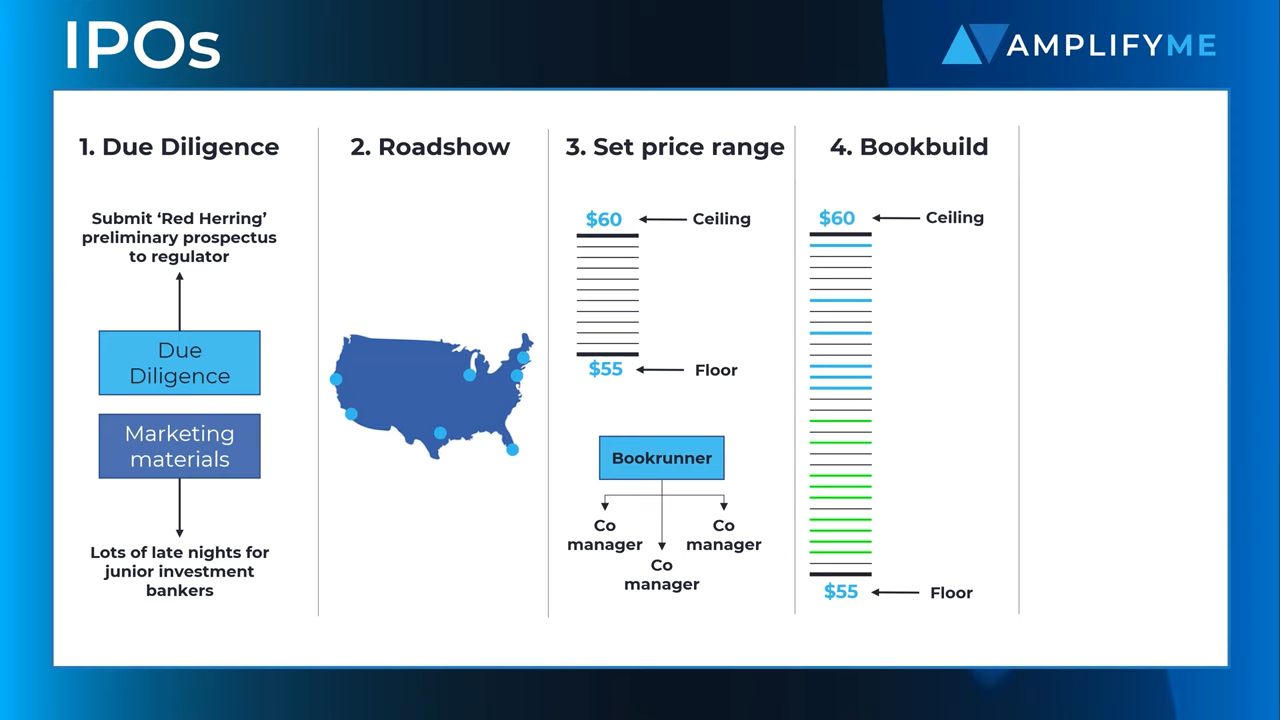 IPOs
AMPLIFYME
1. Due Diligence
Submit ‘Red Herring’
preliminary prospectus
to regulator
Due
Diligence
Marketing
materials
Lots of late nights for
junior investment
bankers
2. Roadshow
3. Set price range
$60
Ceiling
$55
Floor
Bookrunner
Co
manager
Co
manager
Co
manager
4. Bookbuild
$60
Ceiling
$55
Floor